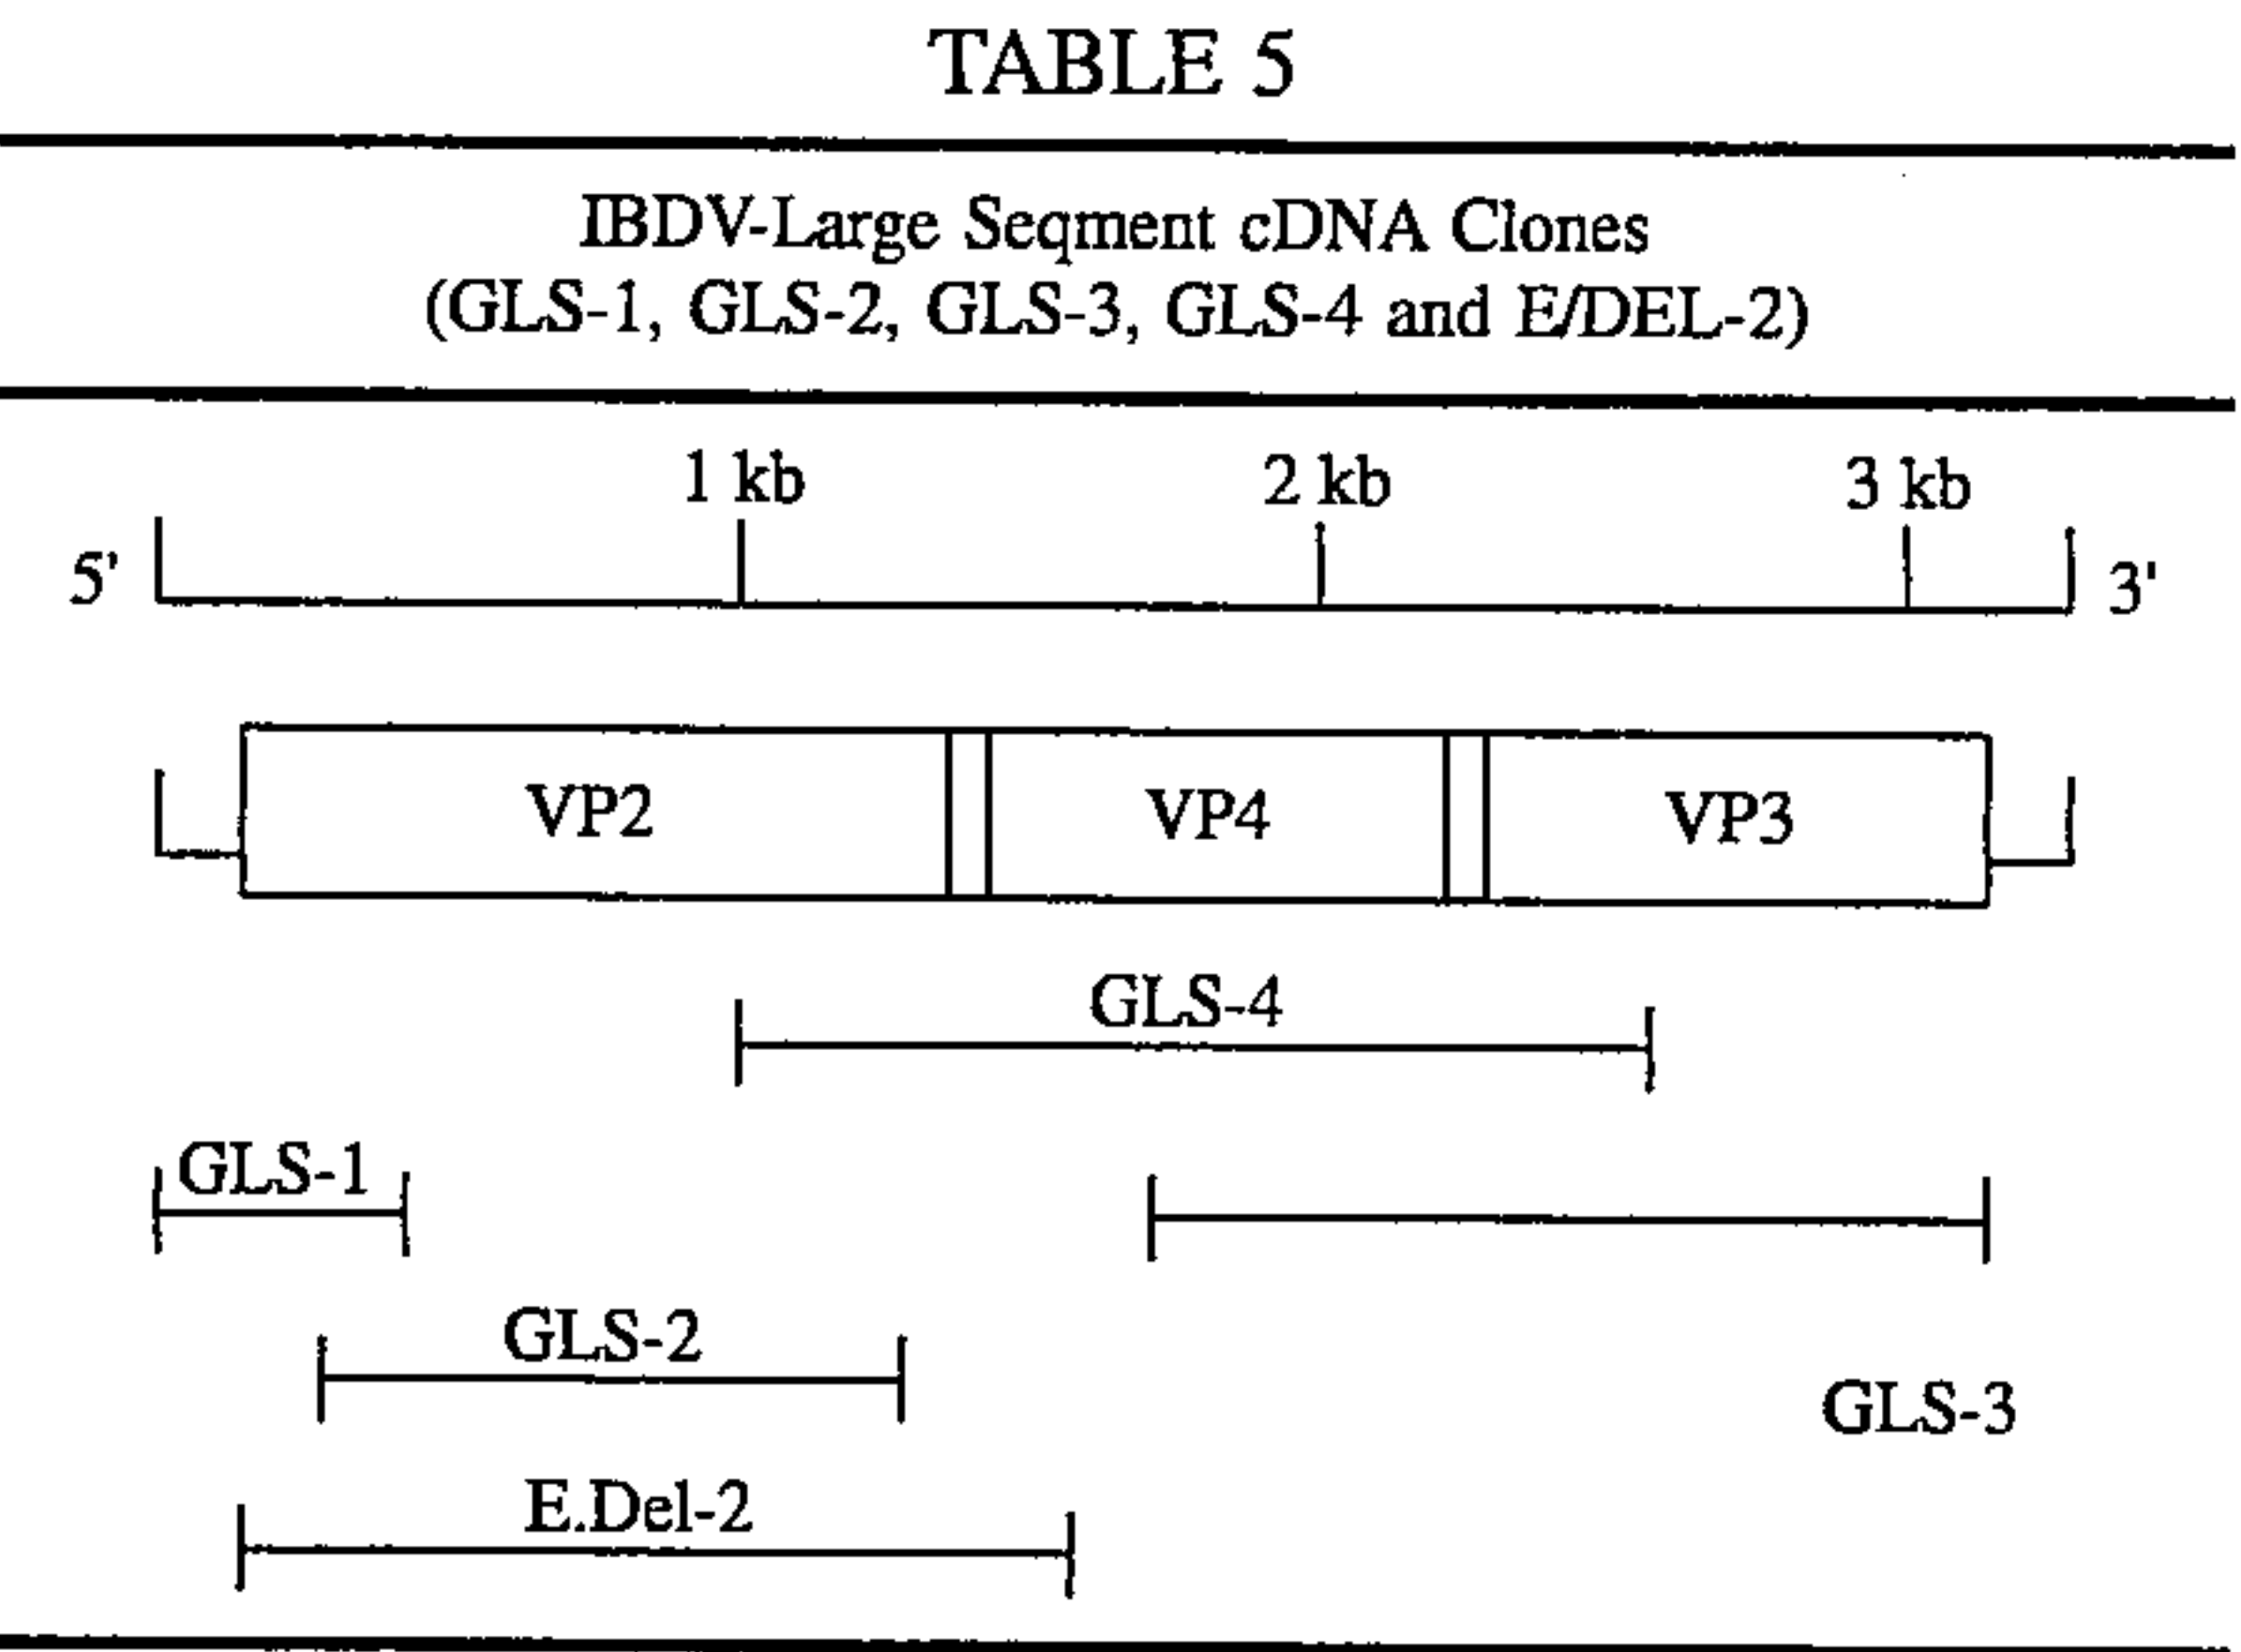 TABLE 5
IBDV-Large Seqment cDNA Clones
(GLS-1, GLS-2, GLS-3, GLS-4 and E/DEL-2)
1 kb 2 kb 3 kb
5' 3'
VP2 VP4 VP3
GLS-4
GLS-1
GLS-2
GLS-3
E.Del-2